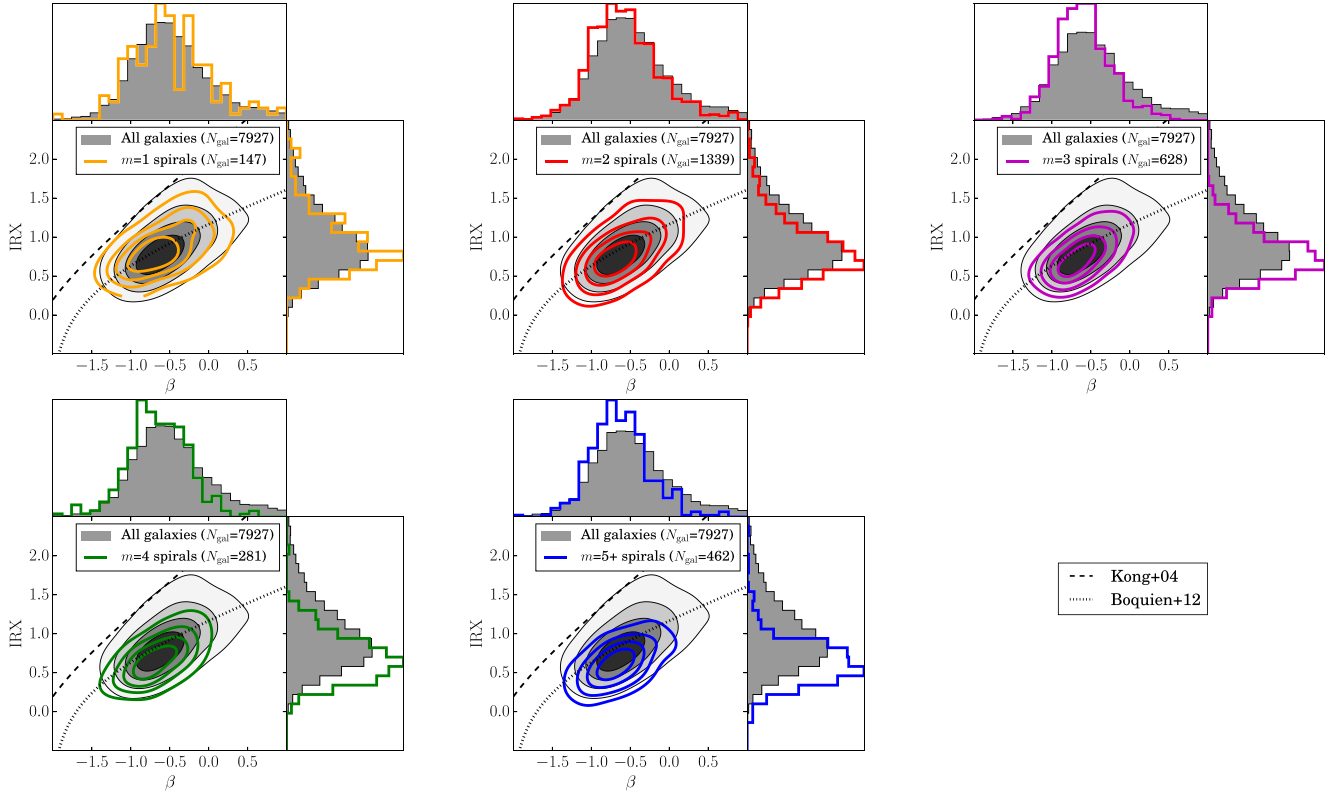 All galaxies (N_gal=7927)
m=1 spirals (N_gal=147)
IRX
2.0
1.5
1.0
0.5
0.0
−1.5 −1.0 −0.5 0.0 0.5
β
All galaxies (N_gal=7927)
m=2 spirals (N_gal=1339)
IRX
2.0
1.5
1.0
0.5
0.0
−1.5 −1.0 −0.5 0.0 0.5
β
All galaxies (N_gal=7927)
m=3 spirals (N_gal=628)
IRX
2.0
1.5
1.0
0.5
0.0
−1.5 −1.0 −0.5 0.0 0.5
β
All galaxies (N_gal=7927)
m=4 spirals (N_gal=281)
IRX
2.0
1.5
1.0
0.5
0.0
−1.5 −1.0 −0.5 0.0 0.5
β
All galaxies (N_gal=7927)
m=5+ spirals (N_gal=462)
IRX
2.0
1.5
1.0
0.5
0.0
−1.5 −1.0 −0.5 0.0 0.5
β
Kong+04
Boquien+12